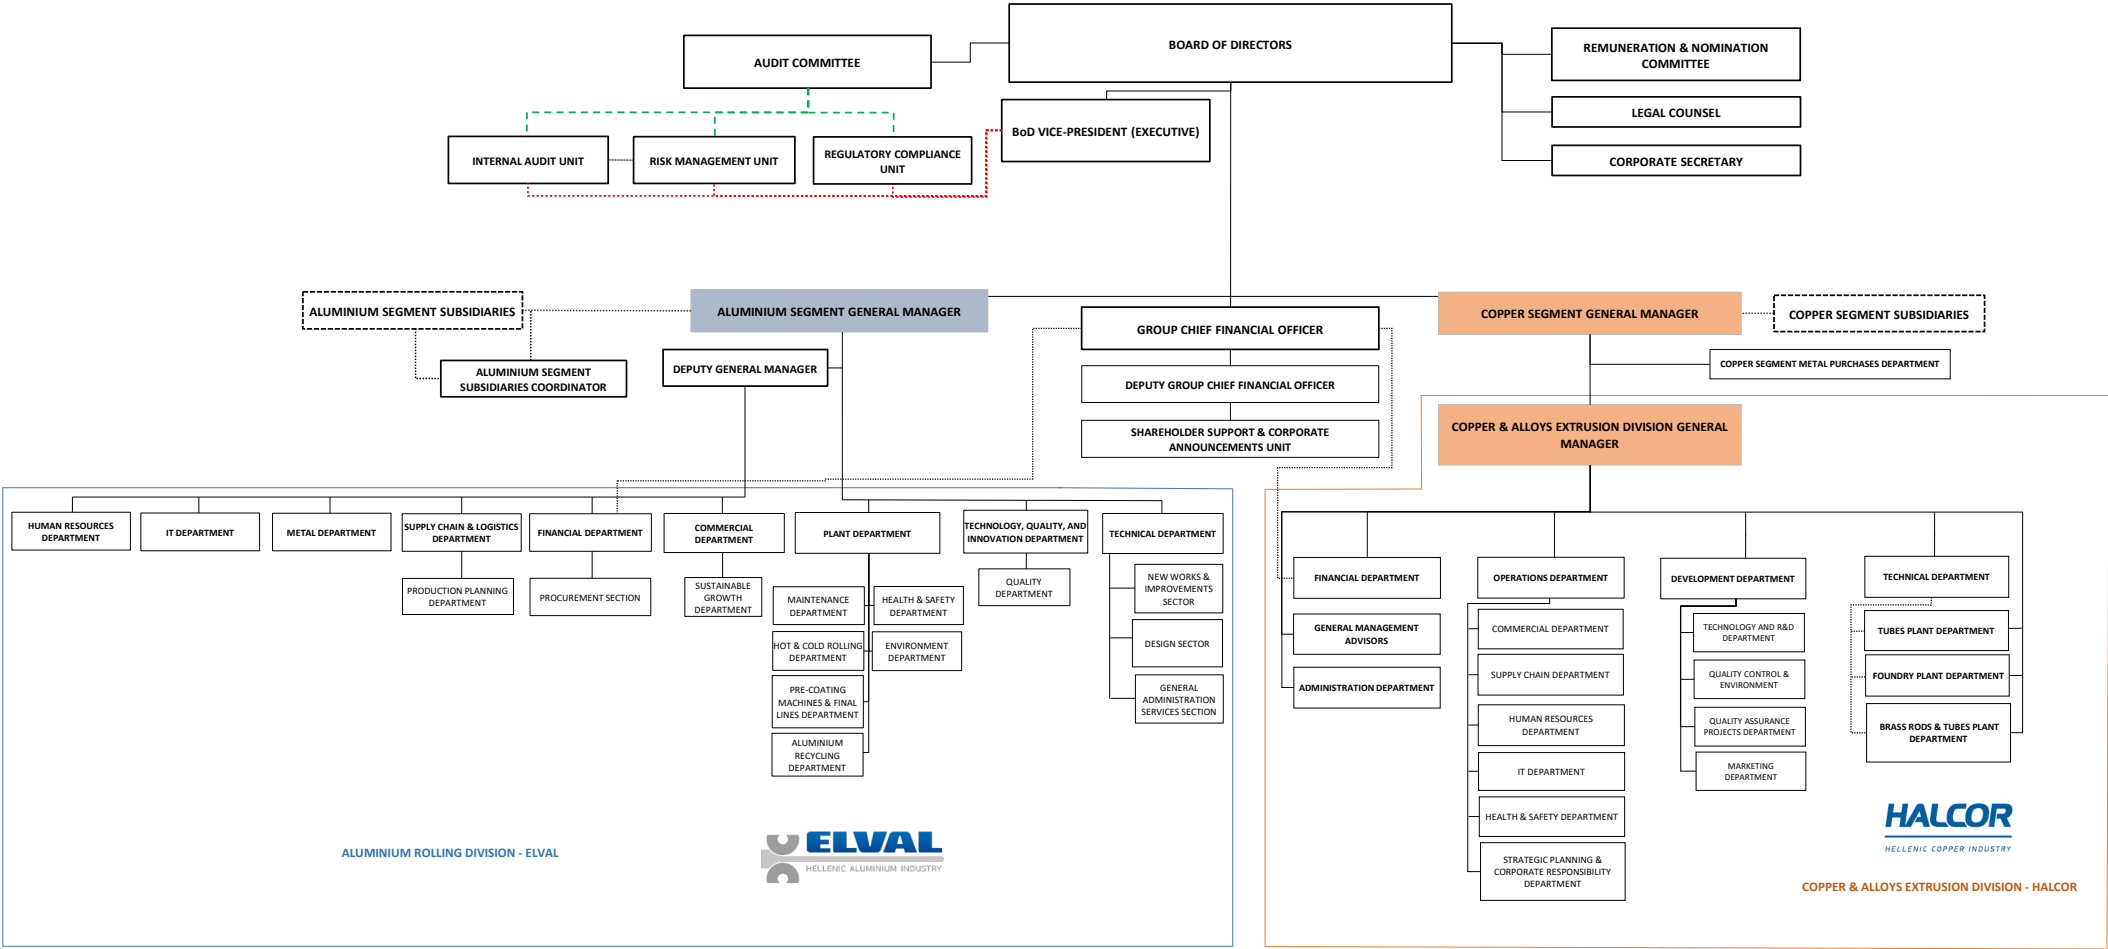 BOARD OF DIRECTORS
AUDIT COMMITTEE
REMUNERATION & NOMINATION
COMMITTEE
LEGAL COUNSEL
CORPORATE SECRETARY
BoD VICE-PRESIDENT (EXECUTIVE)
INTERNAL AUDIT UNIT
RISK MANAGEMENT UNIT
REGULATORY COMPLIANCE
UNIT
ALUMINIUM SEGMENT SUBSIDIARIES
ALUMINIUM SEGMENT GENERAL MANAGER
GROUP CHIEF FINANCIAL OFFICER
COPPER SEGMENT GENERAL MANAGER
COPPER SEGMENT SUBSIDIARIES
ALUMINIUM SEGMENT
SUBSIDIARIES COORDINATOR
DEPUTY GENERAL MANAGER
DEPUTY GROUP CHIEF FINANCIAL OFFICER
COPPER SEGMENT METAL PURCHASES DEPARTMENT
SHAREHOLDER SUPPORT & CORPORATE
ANNOUNCEMENTS UNIT
COPPER & ALLOYS EXTRUSION DIVISION GENERAL
MANAGER
HUMAN RESOURCES
DEPARTMENT
IT DEPARTMENT
METAL DEPARTMENT
SUPPLY CHAIN & LOGISTICS
DEPARTMENT
FINANCIAL DEPARTMENT
COMMERCIAL
DEPARTMENT
PLANT DEPARTMENT
TECHNOLOGY, QUALITY, AND
INNOVATION DEPARTMENT
TECHNICAL DEPARTMENT
PRODUCTION PLANNING
DEPARTMENT
PROCUREMENT SECTION
SUSTAINABLE
GROWTH
DEPARTMENT
MAINTENANCE
DEPARTMENT
HEALTH & SAFETY
DEPARTMENT
HOT & COLD ROLLING
DEPARTMENT
ENVIRONMENT
DEPARTMENT
PRE-COATING
MACHINES & FINAL
LINES DEPARTMENT
ALUMINIUM
RECYCLING
DEPARTMENT
QUALITY
DEPARTMENT
NEW WORKS &
IMPROVEMENTS
SECTOR
DESIGN SECTOR
GENERAL
ADMINISTRATION
SERVICES SECTION
ALUMINIUM ROLLING DIVISION - ELVAL
ELVAL
HELLENIC ALUMINIUM INDUSTRY
FINANCIAL DEPARTMENT
GENERAL MANAGEMENT
ADVISORS
ADMINISTRATION DEPARTMENT
OPERATIONS DEPARTMENT
COMMERCIAL DEPARTMENT
SUPPLY CHAIN DEPARTMENT
HUMAN RESOURCES
DEPARTMENT
IT DEPARTMENT
HEALTH & SAFETY DEPARTMENT
STRATEGIC PLANNING &
CORPORATE RESPONSIBILITY
DEPARTMENT
DEVELOPMENT DEPARTMENT
TECHNOLOGY AND R&D
DEPARTMENT
QUALITY CONTROL &
ENVIRONMENT
QUALITY ASSURANCE
PROJECTS DEPARTMENT
MARKETING
DEPARTMENT
TECHNICAL DEPARTMENT
TUBES PLANT DEPARTMENT
FOUNDRY PLANT DEPARTMENT
BRASS RODS & TUBES PLANT
DEPARTMENT
HALCOR
HELLENIC COPPER INDUSTRY
COPPER & ALLOYS EXTRUSION DIVISION - HALCOR